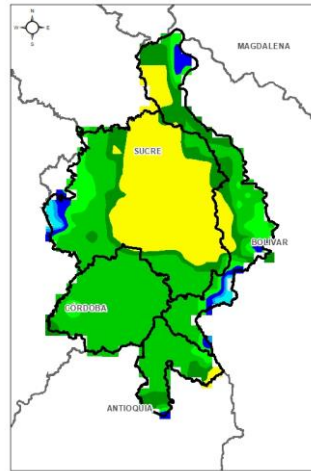 N
W E
S
MAGDALENA
SUCRE
BOLIVAR
CORDOBA
ANTIOQUIA